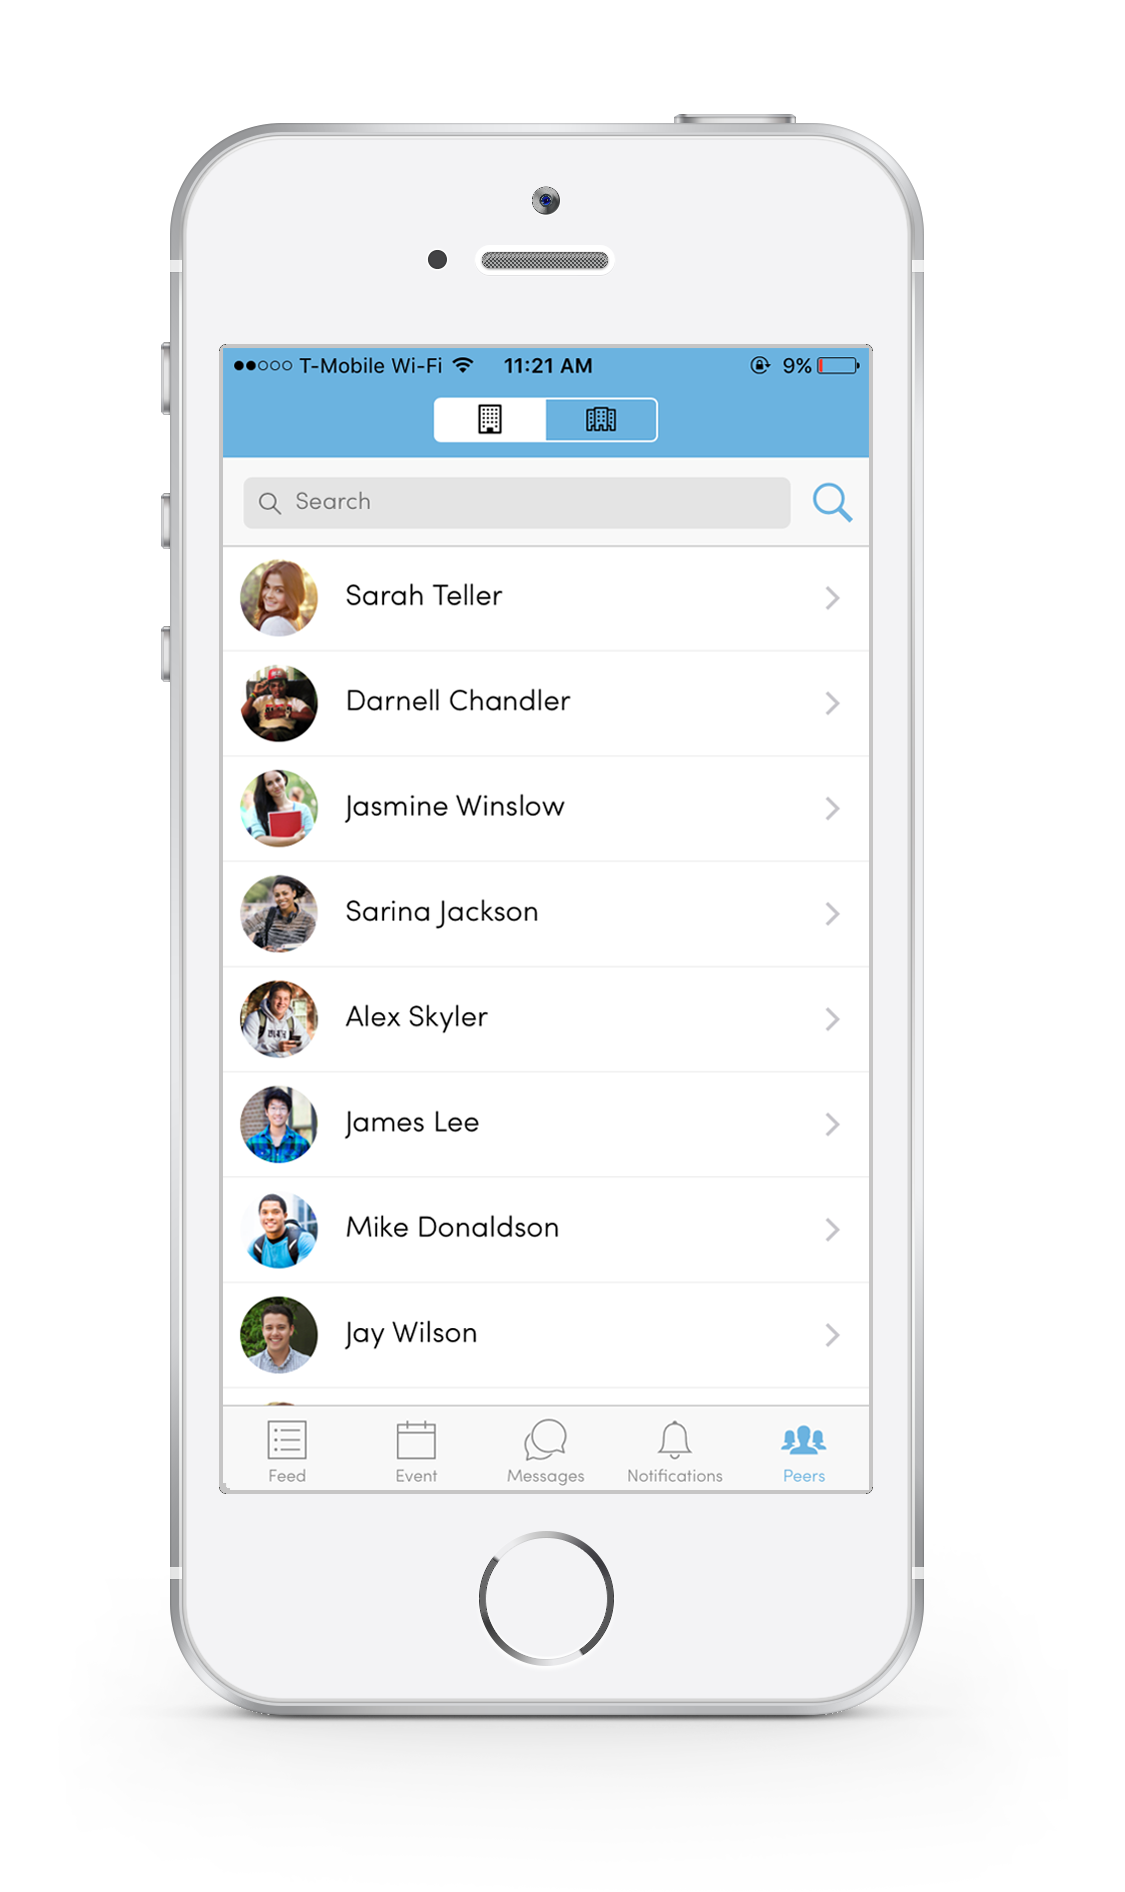 T-Mobile Wi-Fi 11:21 AM 9%
Search
Sarah Teller
Darnell Chandler
Jasmine Winslow
Sarina Jackson
Alex Skyler
James Lee
Mike Donaldson
Jay Wilson
Feed Event Messages Notifications Peers